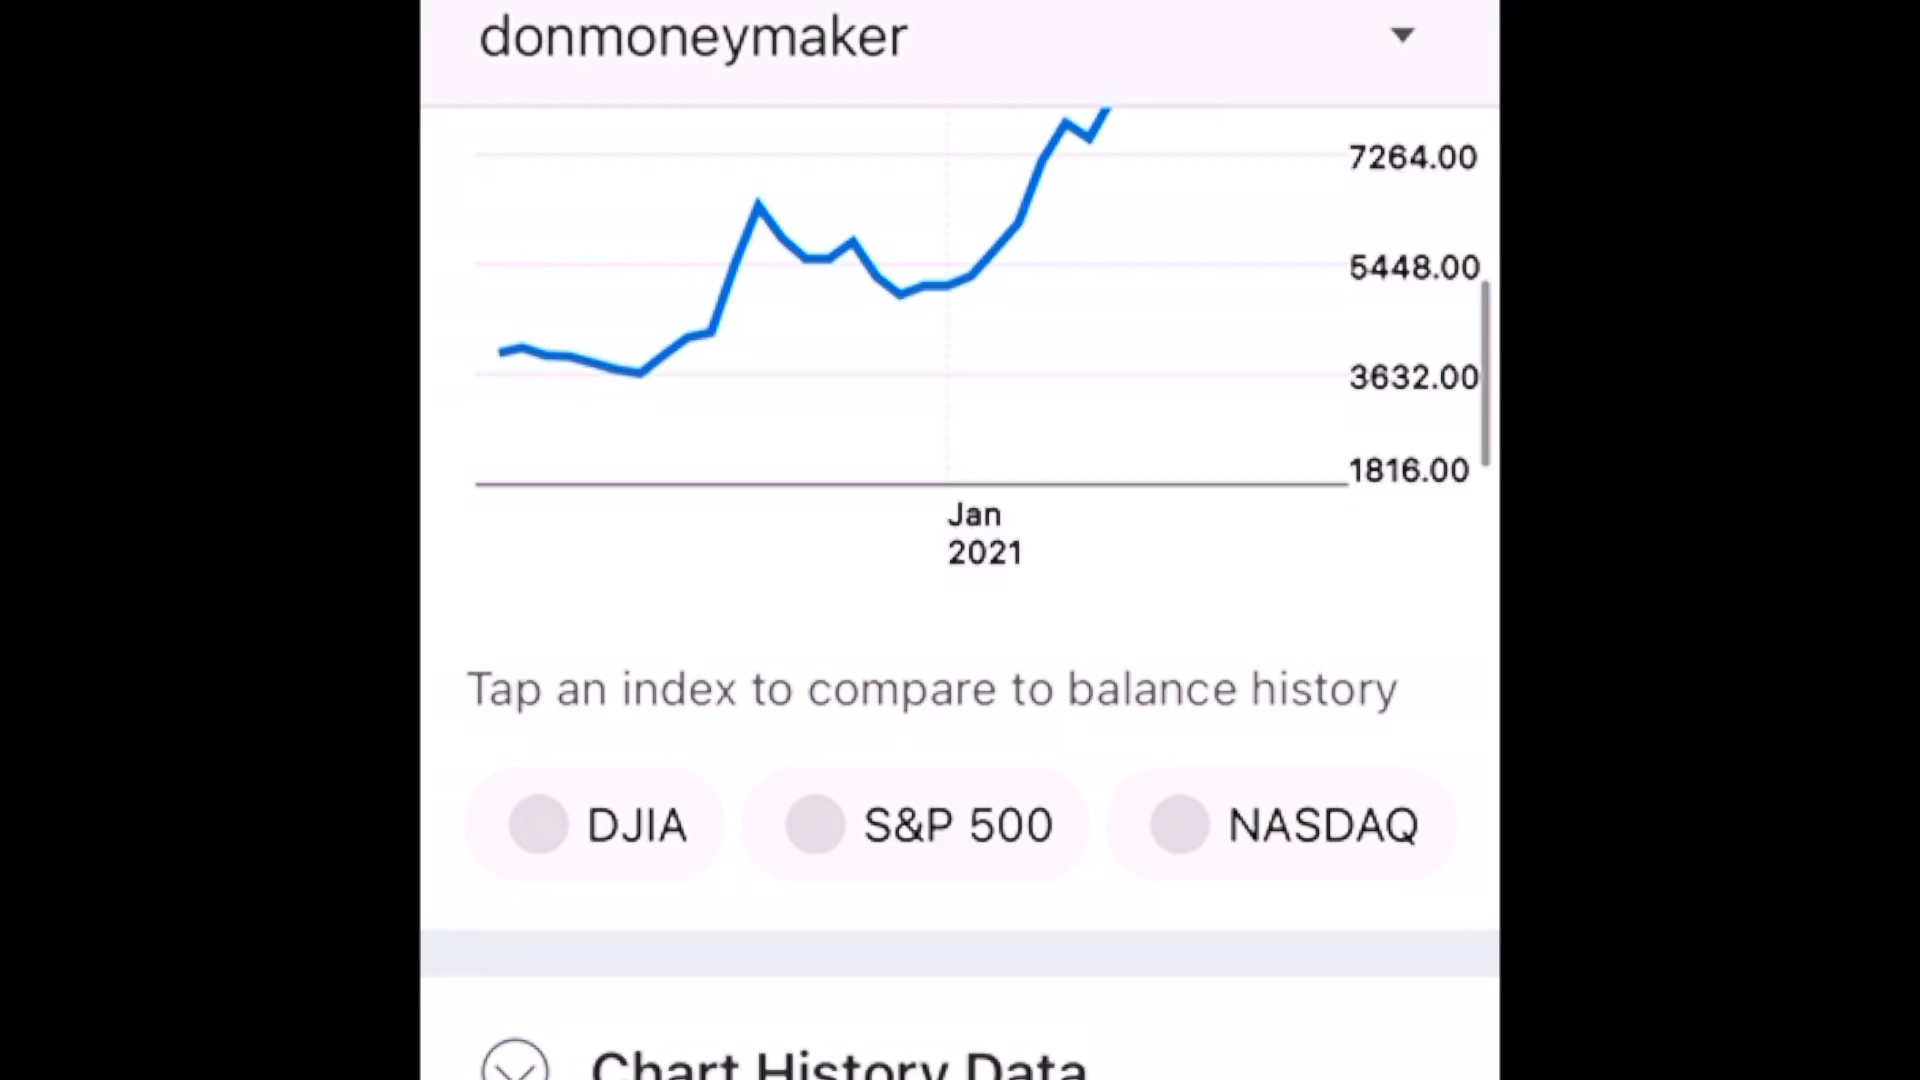 donmoneymaker
7264.00
5448.00
3632.00
1816.00
Jan
2021
Tap an index to compare to balance history
DJIA S&P 500 NASDAQ
Chart History Data